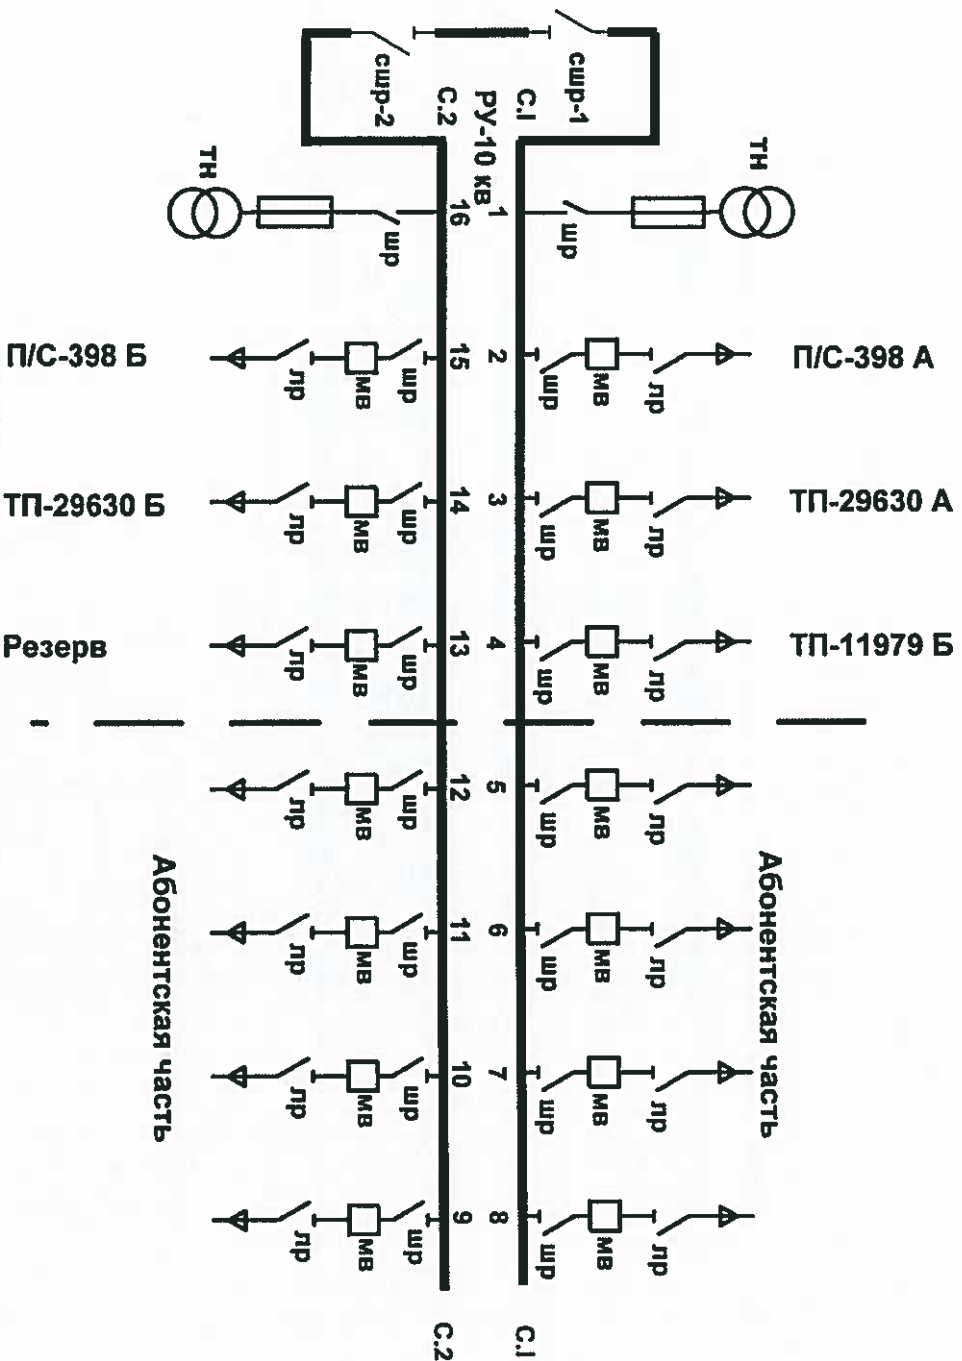 сшр-2
С.2
РУ-10 кв
С.1
сшр-1
тн
тн
16
1
шр
шр
П/С-398 Б
лр
мв
шр
15
2
шр
мв
лр
П/С-398 А
ТП-29630 Б
лр
мв
шр
14
3
шр
мв
лр
ТП-29630 А
Резерв
лр
мв
шр
13
4
шр
мв
лр
ТП-11979 Б
лр
мв
шр
12
5
шр
мв
лр
Абонентская часть
Абонентская часть
лр
мв
шр
11
6
шр
мв
лр
лр
мв
шр
10
7
шр
мв
лр
лр
мв
шр
9
8
шр
мв
лр
С.2
С.1